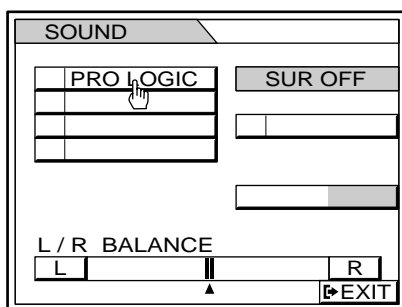 SOUND
PRO LOGIC SUR OFF
L / R BALANCE
L R
EXIT